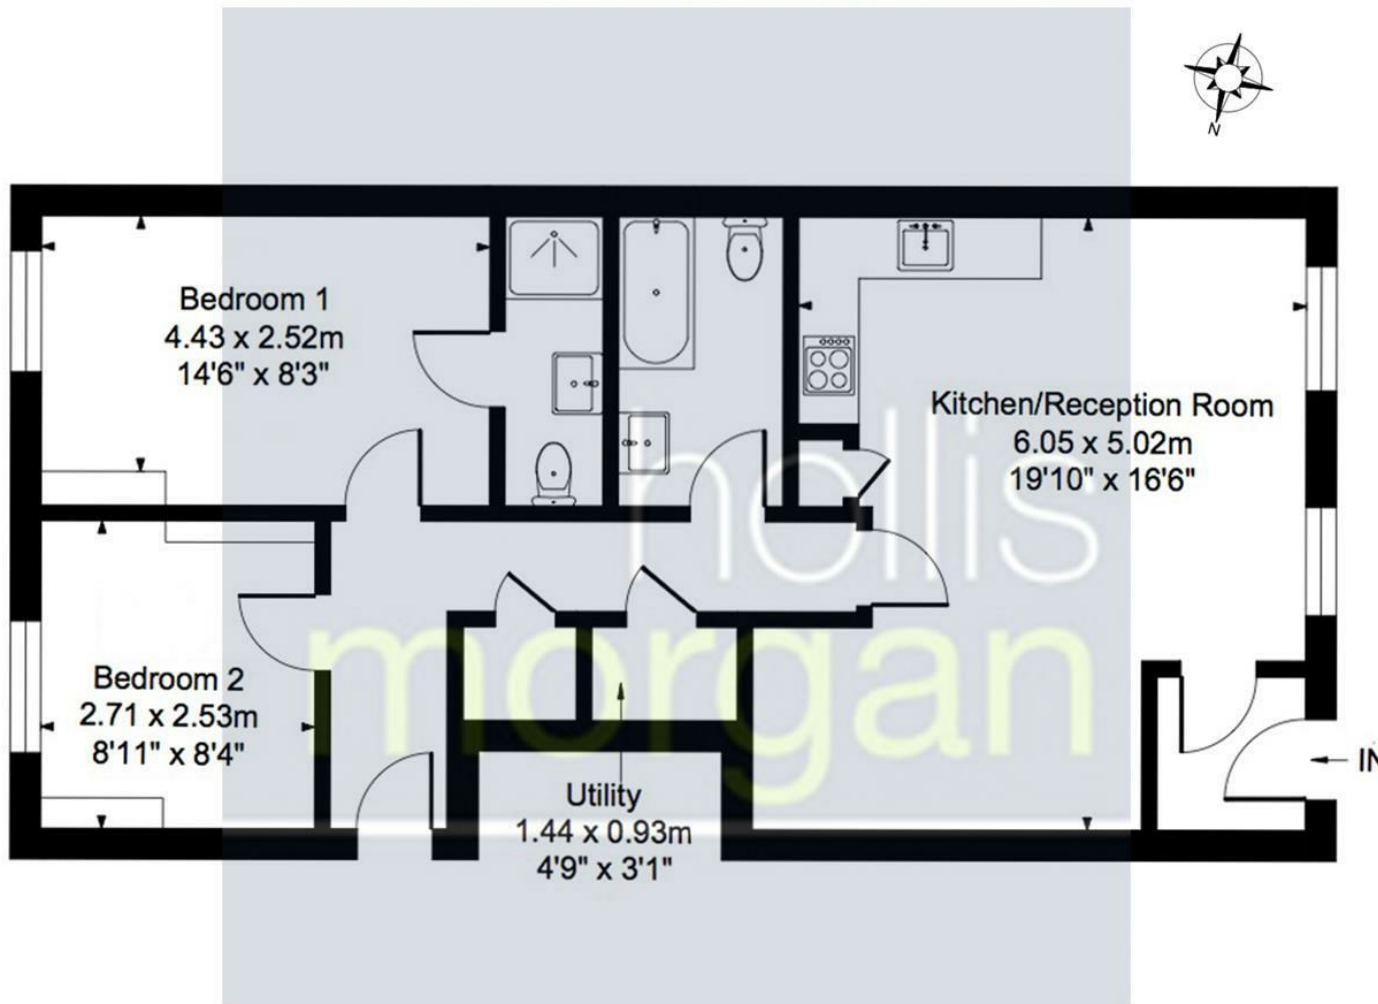 N
Bedroom 1
4.43 x 2.52m
14'6" x 8'3"
Kitchen/Reception Room
6.05 x 5.02m
19'10" x 16'6"
hollis
morgan
Bedroom 2
2.71 x 2.53m
8'11" x 8'4"
IN
Utility
1.44 x 0.93m
4'9" x 3'1"